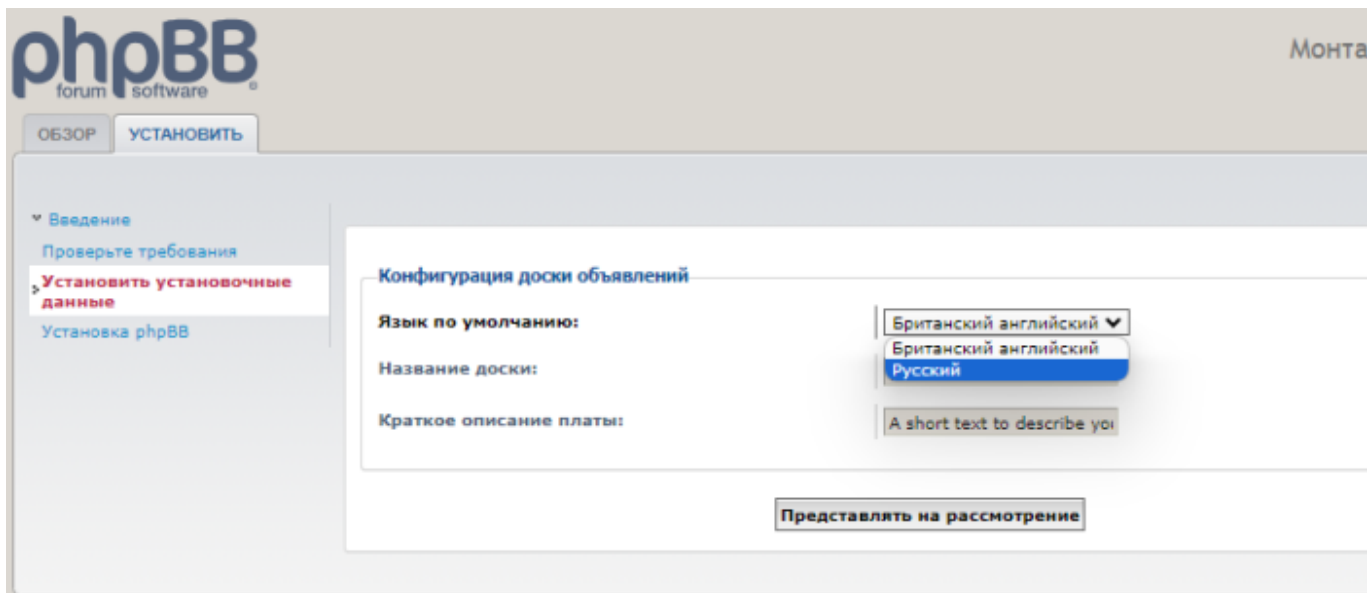 phpBB
forum software
Монта
ОБЗОР
УСТАНОВИТЬ
Введение
Проверьте требования
Установить установочные
данные
Установка phpBB
Конфигурация доски объявлений
Язык по умолчанию:
Британский английский
Британский английский
Русский
Название доски:
Краткое описание платы:
A short text to describe you
Представлять на рассмотрение